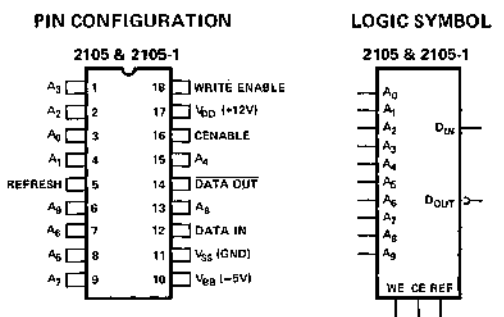 PIN CONFIGURATION
2105 & 2105-1
A3 1 18 WRITE ENABLE
A2 2 17 VDD (+12V)
A0 3 16 CENABLE
A1 4 15 A4
REFRESH 5 14 DATA OUT
A9 6 13 A8
A6 7 12 DATA IN
A5 8 11 VSS (GND)
A7 9 10 VBB (-5V)
LOGIC SYMBOL
2105 & 2105-1
A0
A1
A2 DIN
A3
A4
A5
A6 DOUT
A7
A8
A9
WE CE REF